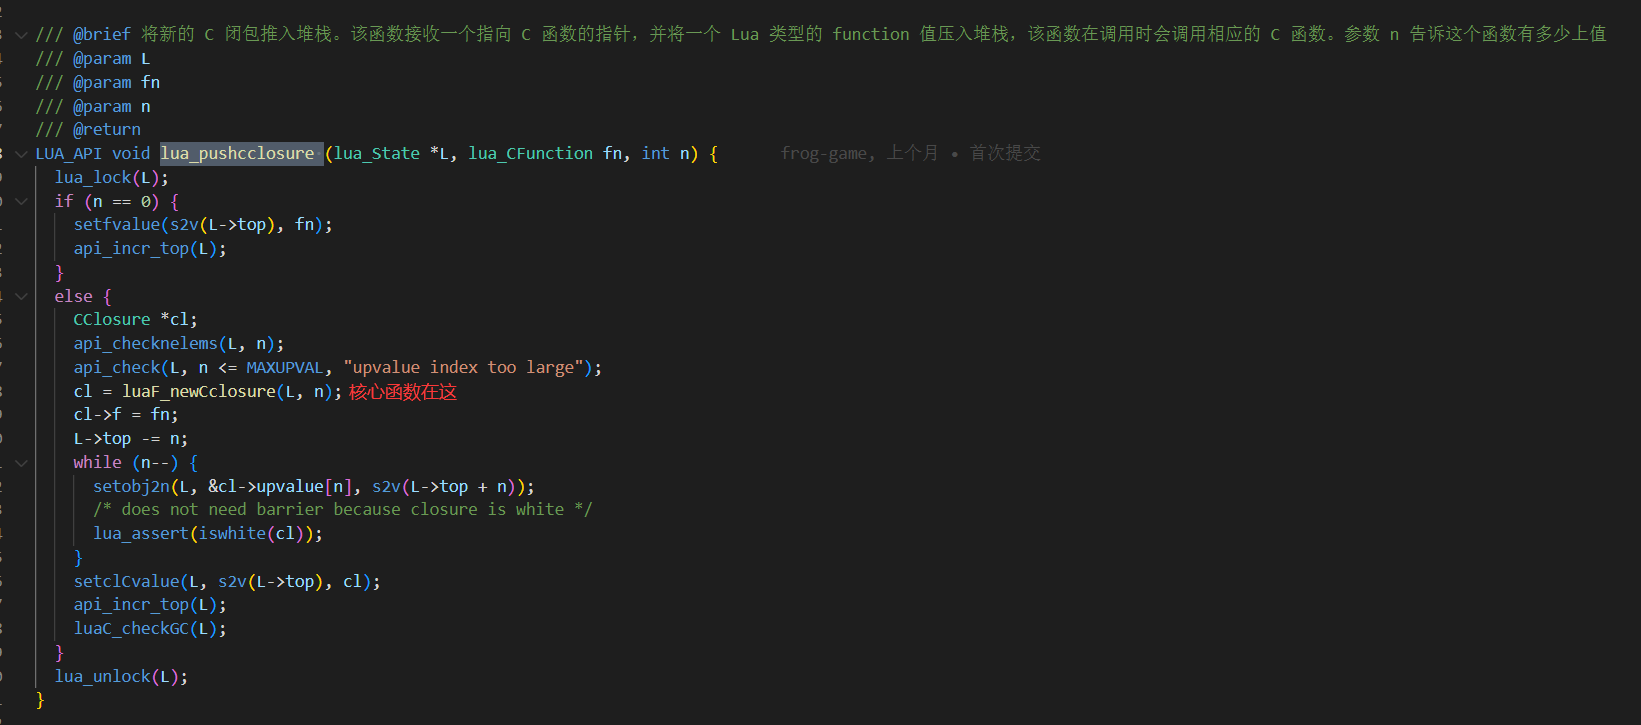 /// @brief 将新的 C 闭包推入堆栈。该函数接收一个指向 C 函数的指针，并将一个 Lua 类型的 function 值压入堆栈，该函数在调用时会调用相应的 C 函数。参数 n 告诉这个函数有多少上值
/// @param L
/// @param fn
/// @param n
/// @return
LUA_API void lua_pushcclosure (lua_State *L, lua_CFunction fn, int n) { frog-game, 上个月 • 首次提交
  lua_lock(L);
  if (n == 0) {
    setfvalue(s2v(L->top), fn);
    api_incr_top(L);
  }
  else {
    CClosure *cl;
    api_checknelems(L, n);
    api_check(L, n <= MAXUPVAL, "upvalue index too large");
    cl = luaF_newCclosure(L, n); 核心函数在这
    cl->f = fn;
    L->top -= n;
    while (n--) {
      setobj2n(L, &cl->upvalue[n], s2v(L->top + n));
      /* does not need barrier because closure is white */
      lua_assert(iswhite(cl));
    }
    setclCvalue(L, s2v(L->top), cl);
    api_incr_top(L);
    luaC_checkGC(L);
  }
  lua_unlock(L);
}